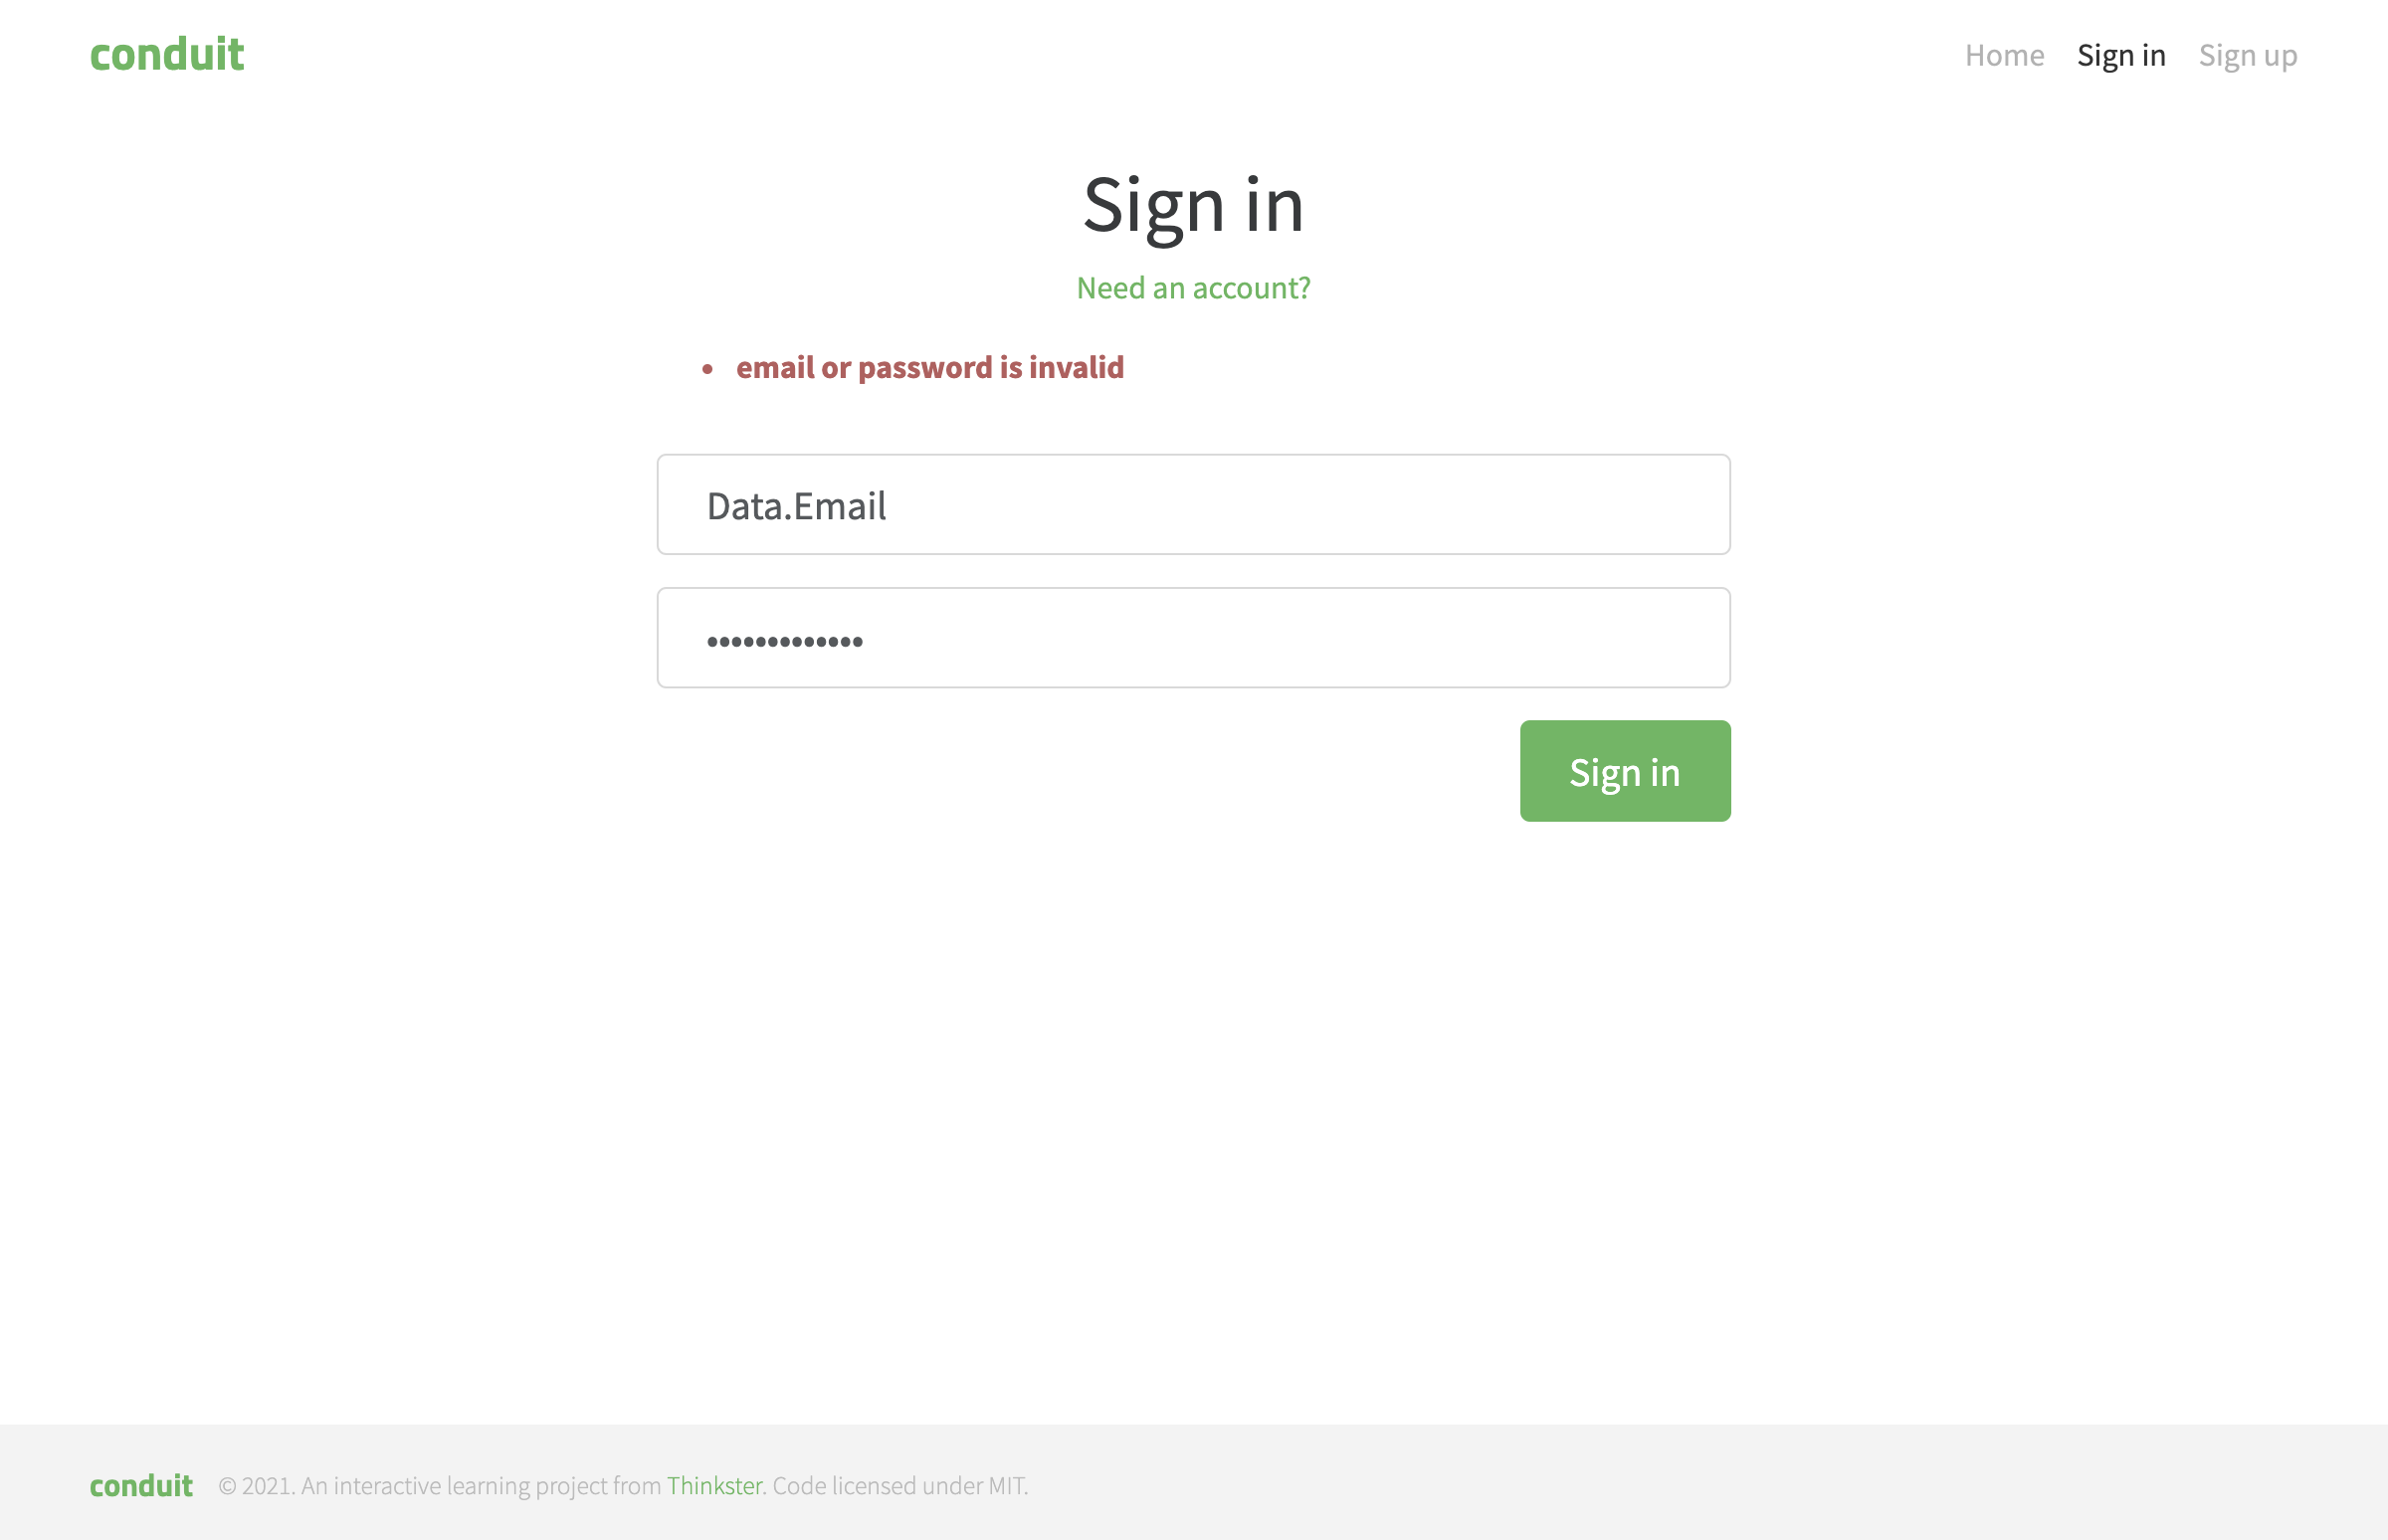 conduit
Home Sign in Sign up
Sign in
Need an account?
• email or password is invalid
Data.Email
•••••••••••••
Sign in
conduit © 2021. An interactive learning project from Thinkster. Code licensed under MIT.